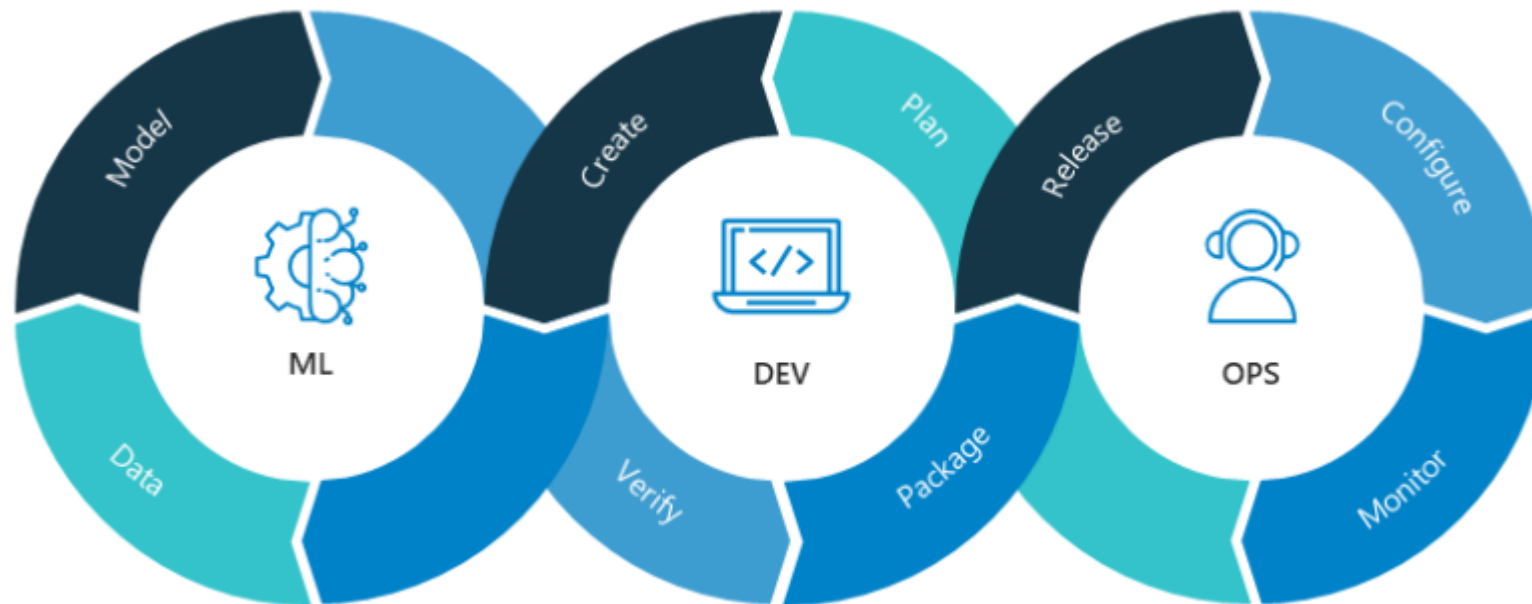 Model
Data
ML
Create
Plan
Verify
Package
DEV
Release
Configure
Monitor
OPS